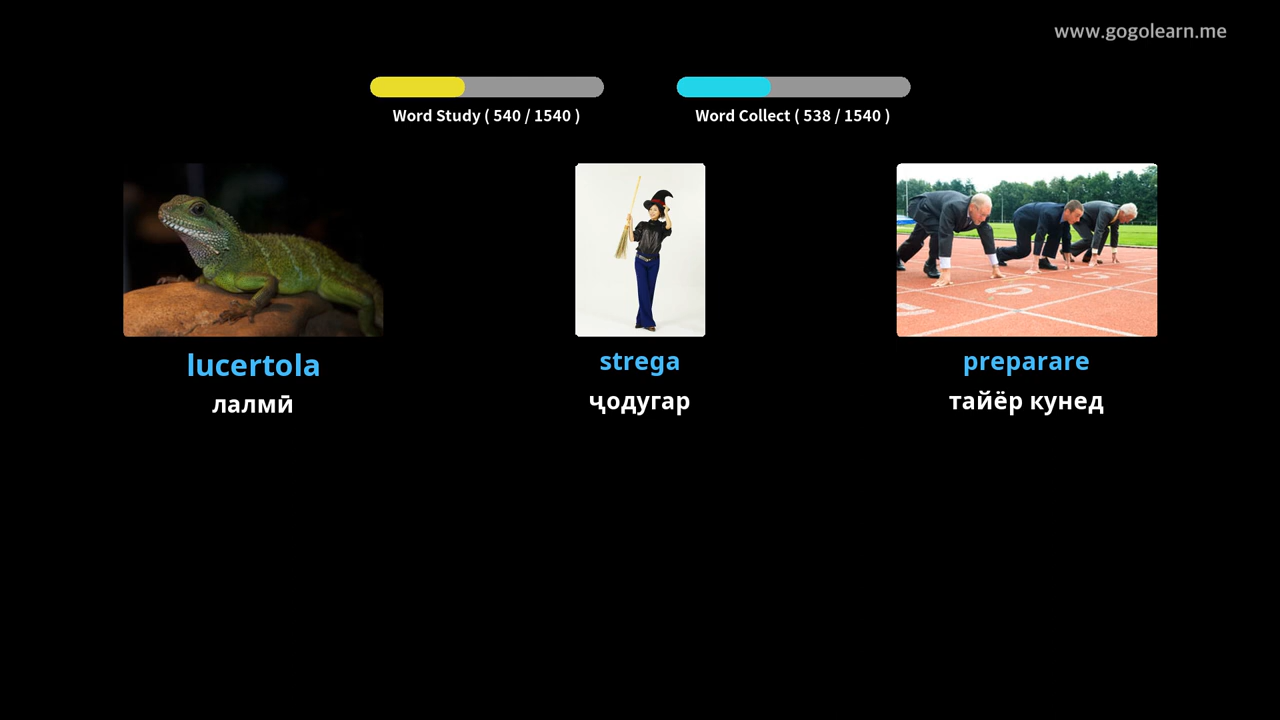 www.gogolearn.me
Word Study ( 540 / 1540 )
Word Collect ( 538 / 1540 )
lucertola
лалмӣ
strega
ҷодугар
preparare
тайёр кунед